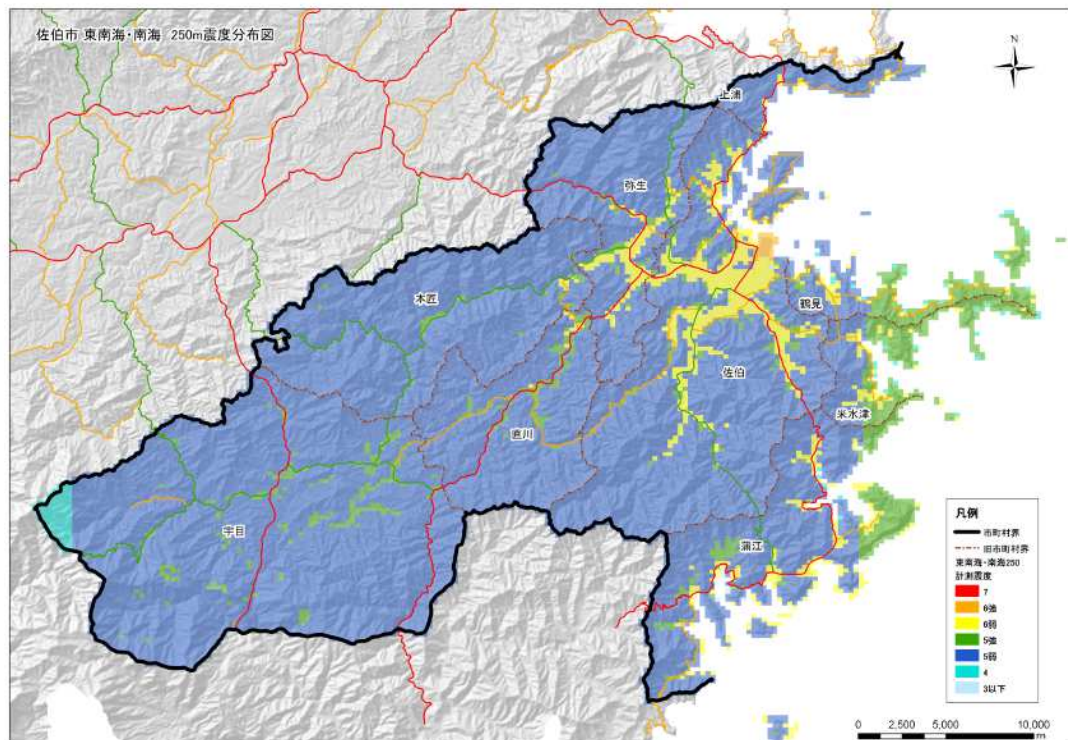 佐伯市 東南海・南海 250m震度分布図
N
上浦
弥生
本匠
鶴見
佐伯
米水津
直川
宇目
蒲江
凡例
市町村界
旧市町村界
東南海・南海250
計測震度
7
6強
6弱
5強
5弱
4
3以下
0 2,500 5,000 10,000
m